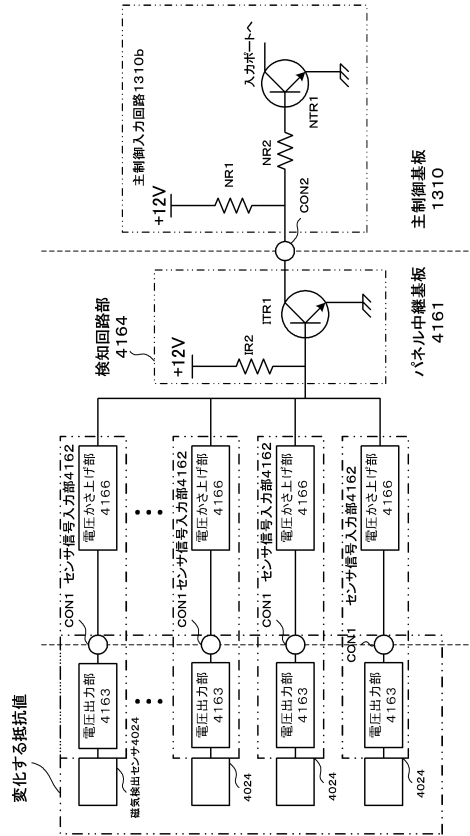 変化する抵抗値
磁気検出センサ4024
電圧出力部
4163
CON1
センサ信号入力部4162
電圧かさ上げ部
4166
4024
電圧出力部
4163
CON1
センサ信号入力部4162
電圧かさ上げ部
4166
4024
電圧出力部
4163
CON1
センサ信号入力部4162
電圧かさ上げ部
4166
4024
電圧出力部
4163
CON1
センサ信号入力部4162
電圧かさ上げ部
4166
検知回路部
4164
+12V
IR2
ITR1
パネル中継基板
4161
CON2
主制御入力回路1310b
+12V
NR1
NR2
NTR1
入力ポートへ
主制御基板
1310